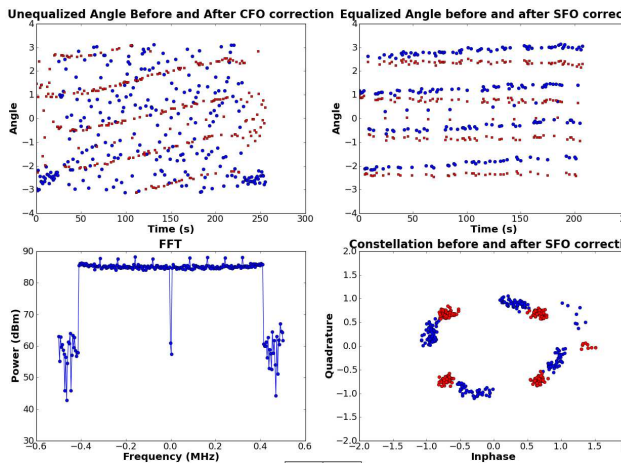 Unequalized Angle Before and After CFO correction
Equalized Angle before and after SFO correc
4
3
2
1
0
−1
−2
−3
−4
Angle
0 50 100 150 200 250 300
Time (s)
4
3
2
1
0
−1
−2
−3
−4
Angle
0 50 100 150 200 250
Time (s)
FFT
Constellation before and after SFO correcti
90
80
70
60
50
40
30
Power (dBm)
−0.6 −0.4 −0.2 0.0 0.2 0.4 0.6
Frequency (MHz)
2.0
1.5
1.0
0.5
0.0
−0.5
−1.0
−1.5
−2.0
Quadrature
−2.0 −1.5 −1.0 −0.5 0.0 0.5 1.0 1.5 2.0
Inphase